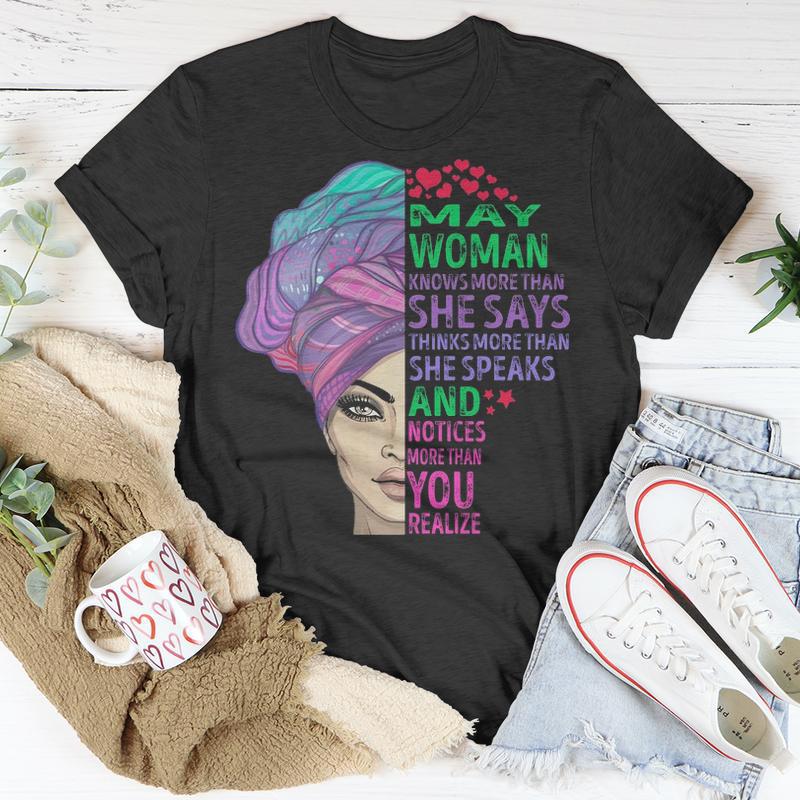 MAY
WOMAN
KNOWS MORE THAN
SHE SAYS
THINKS MORE THAN
SHE SPEAKS
AND
NOTICES
MORE THAN
YOU
REALIZE